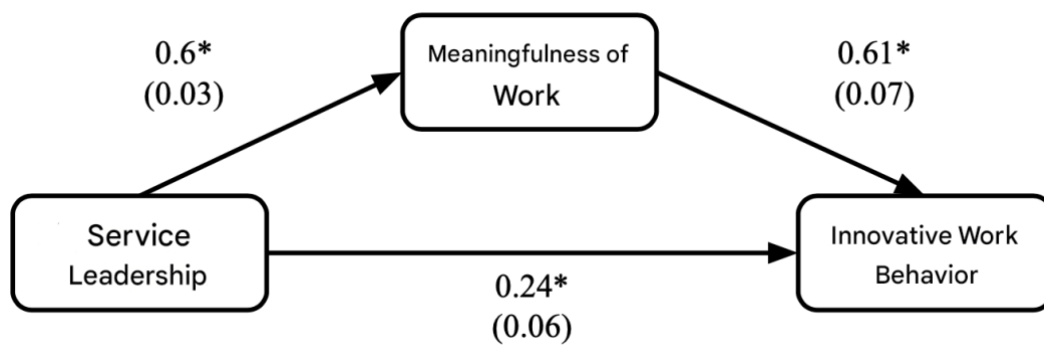 0.6*
(0.03)
Meaningfulness of
Work
0.61*
(0.07)
Service
Leadership
0.24*
(0.06)
Innovative Work
Behavior